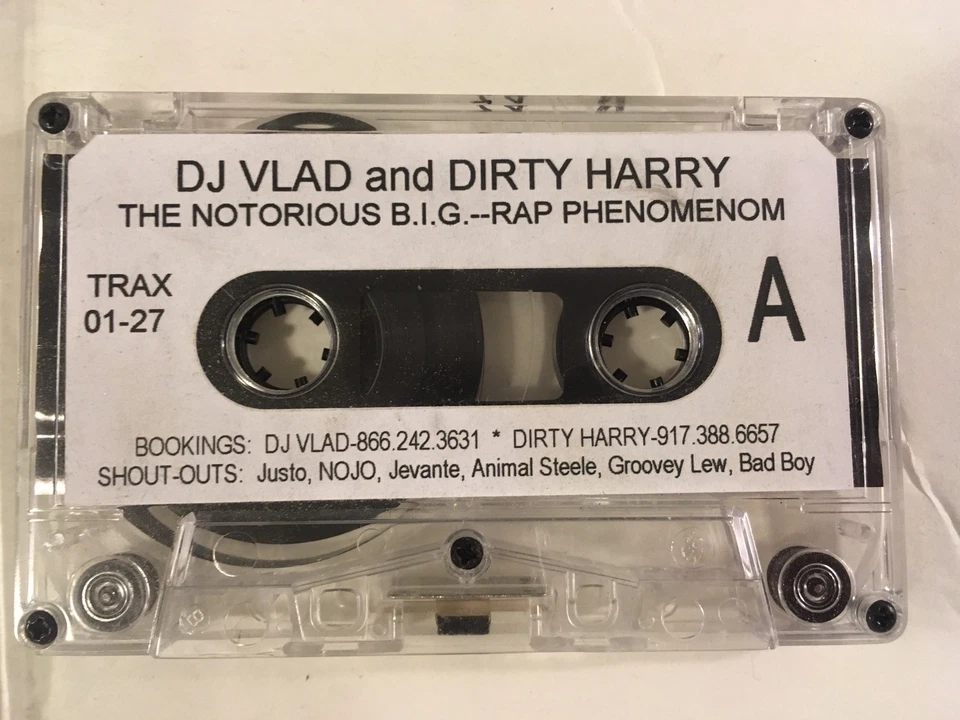 DJ VLAD and DIRTY HARRY
THE NOTORIOUS B.I.G.--RAP PHENOMENOM
TRAX
01-27
A
BOOKINGS: DJ VLAD-866.242.3631 * DIRTY HARRY-917.388.6657
SHOUT-OUTS: Justo, NOJO, Jevante, Animal Steele, Groovey Lew, Bad Boy